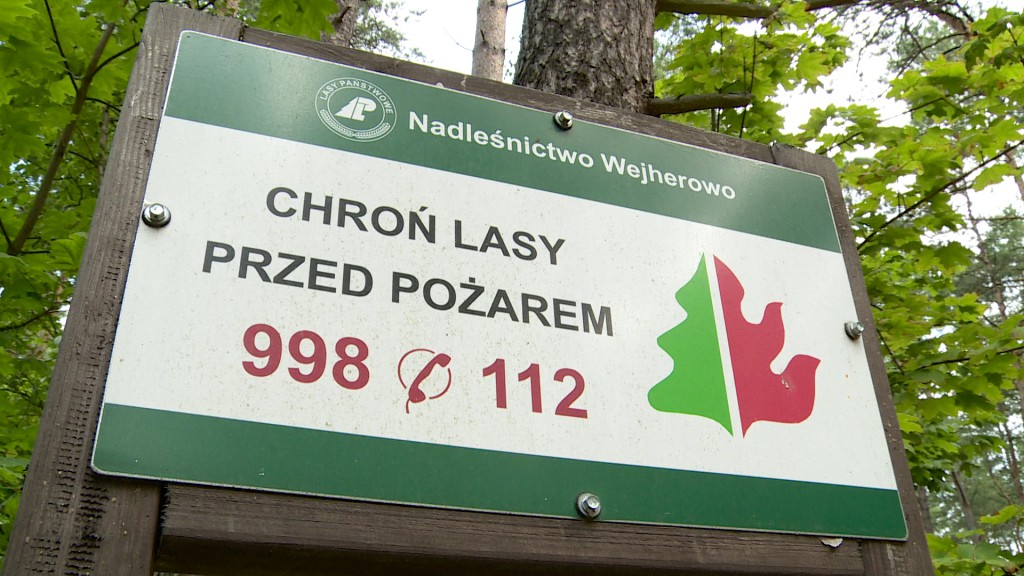 LASY PAŃSTWOWE
Nadleśnictwo Wejherowo
CHROŃ LASY
PRZED POŻAREM
998 112